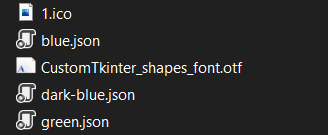 1.ico
blue.json
CustomTkinter_shapes_font.otf
dark-blue.json
green.json